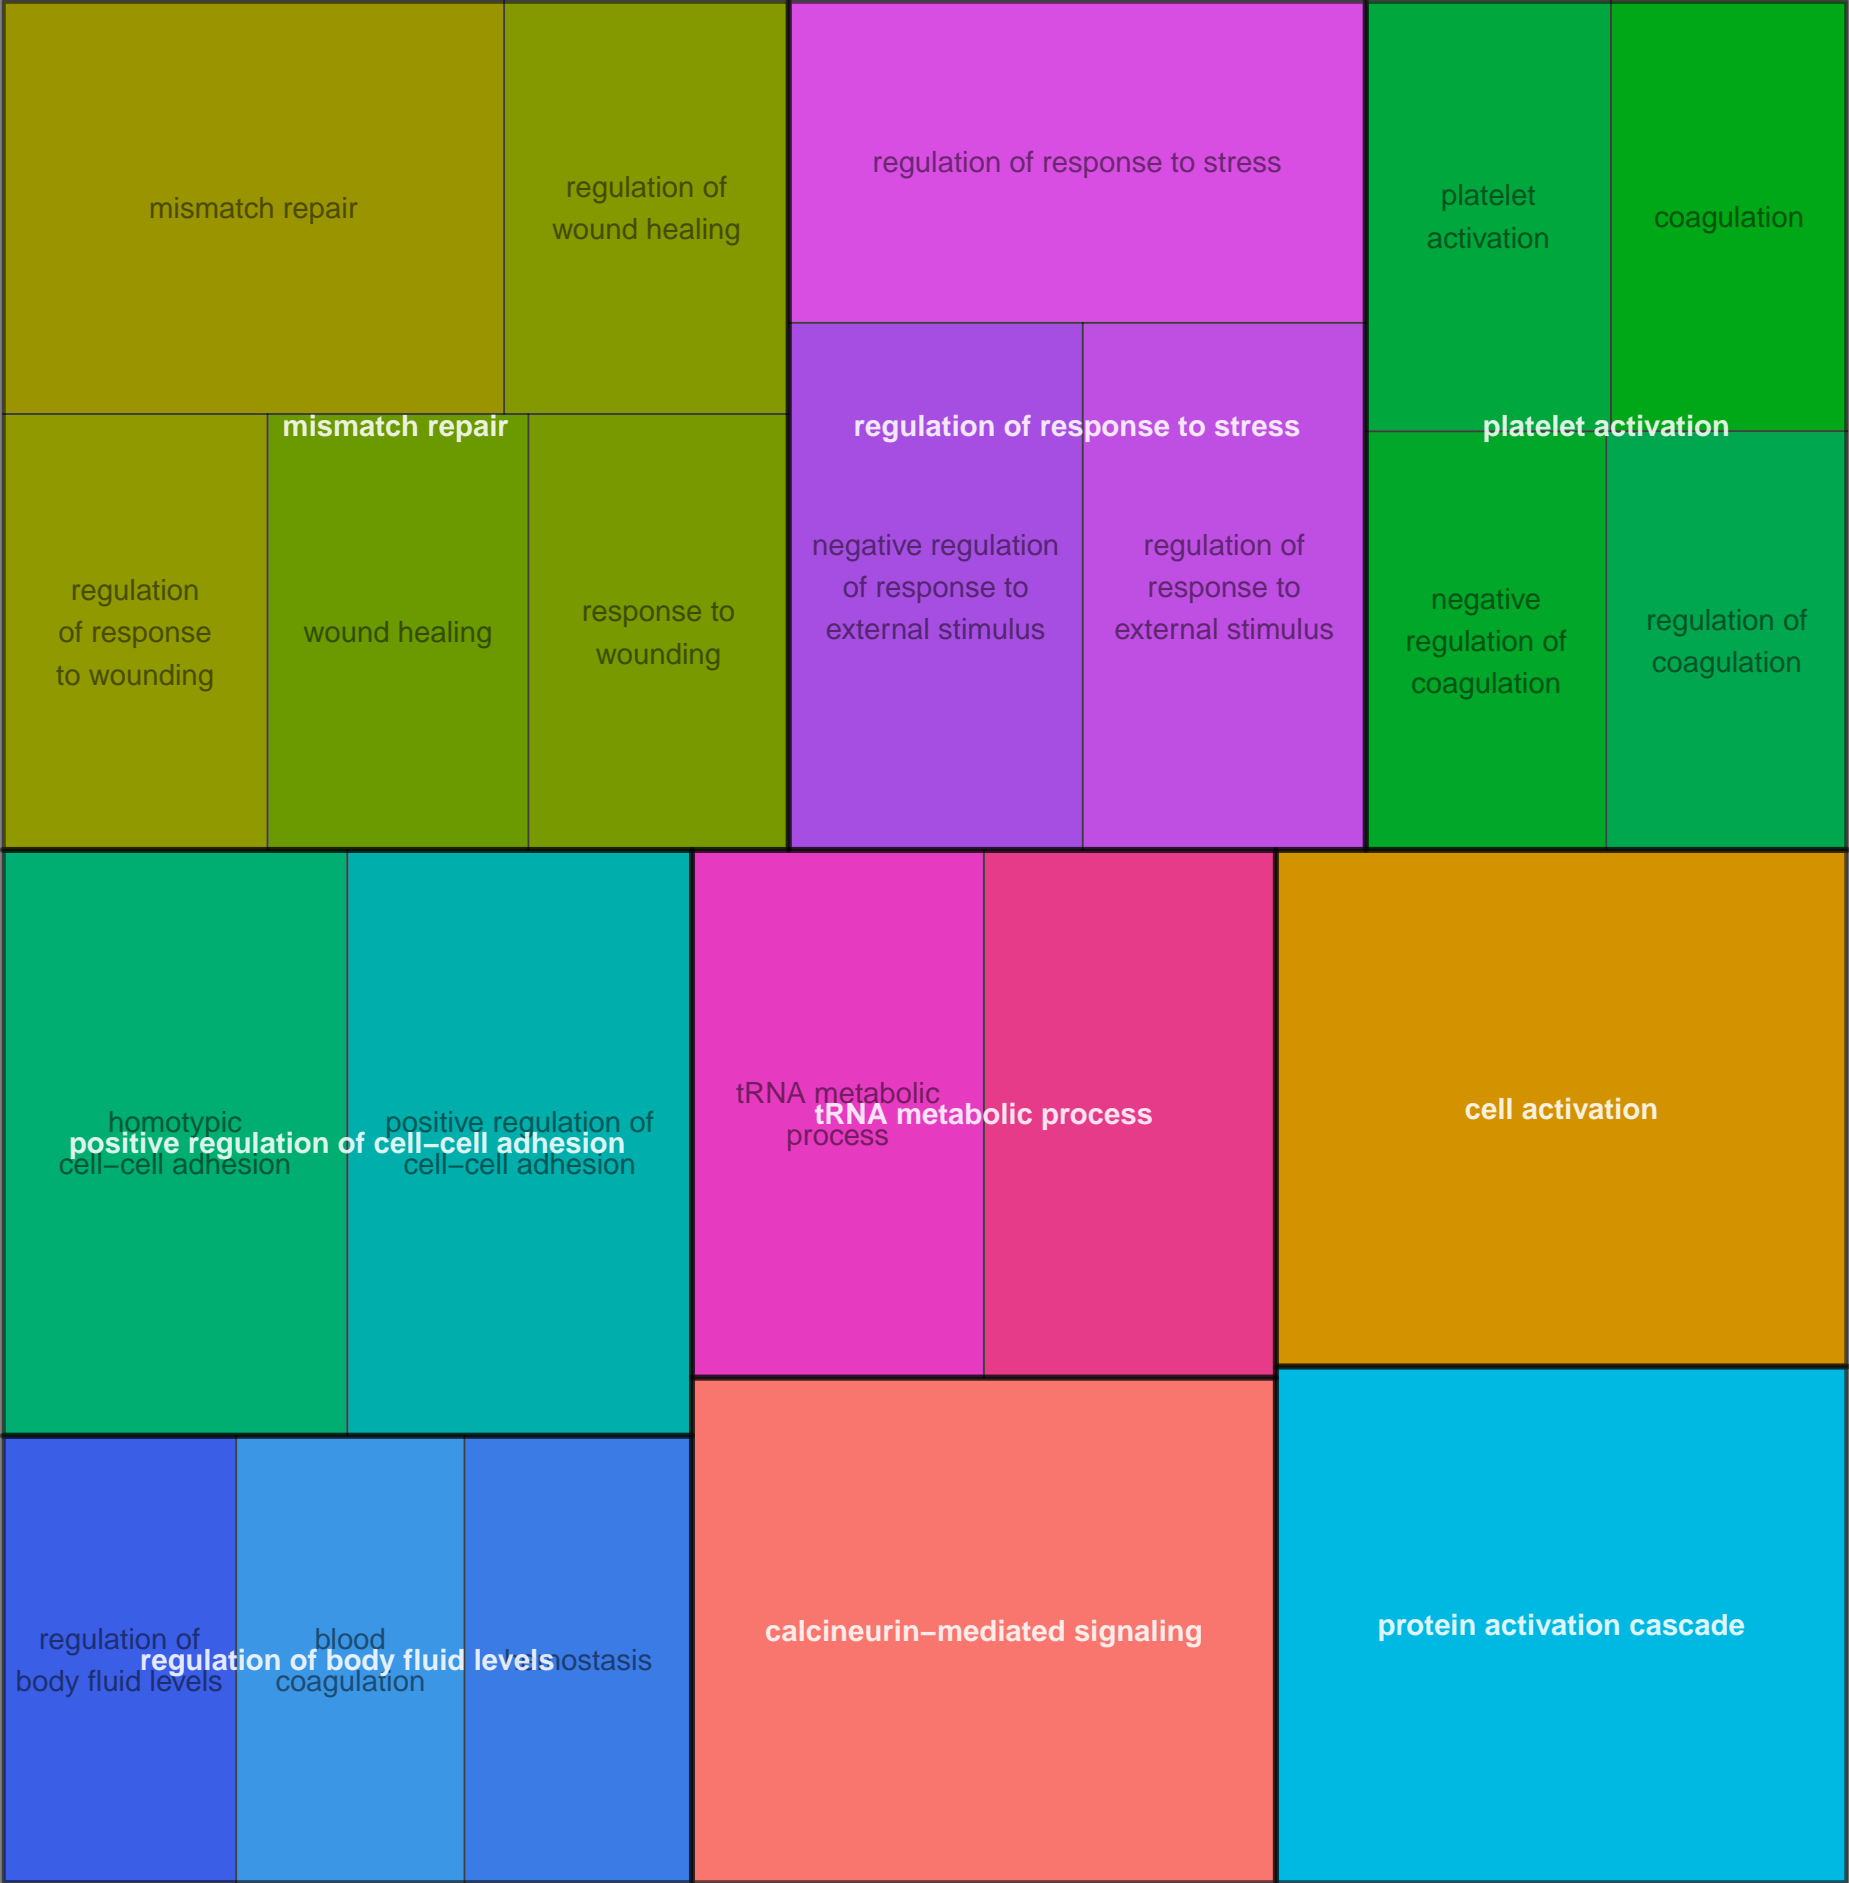 mismatch repair
regulation of
wound healing
regulation
of response
to wounding
wound healing
response to
wounding
mismatch repair
regulation of response to stress
negative regulation
of response to
external stimulus
regulation of
response to
external stimulus
regulation of response to stress
platelet
activation
coagulation
negative
regulation of
coagulation
regulation of
coagulation
platelet activation
homotypic
cell−cell adhesion
positive regulation of
cell−cell adhesion
positive regulation of cell−cell adhesion
tRNA metabolic
process
tRNA metabolic process
cell activation
regulation of
body fluid levels
blood
coagulation
hemostasis
regulation of body fluid levels
calcineurin−mediated signaling
protein activation cascade